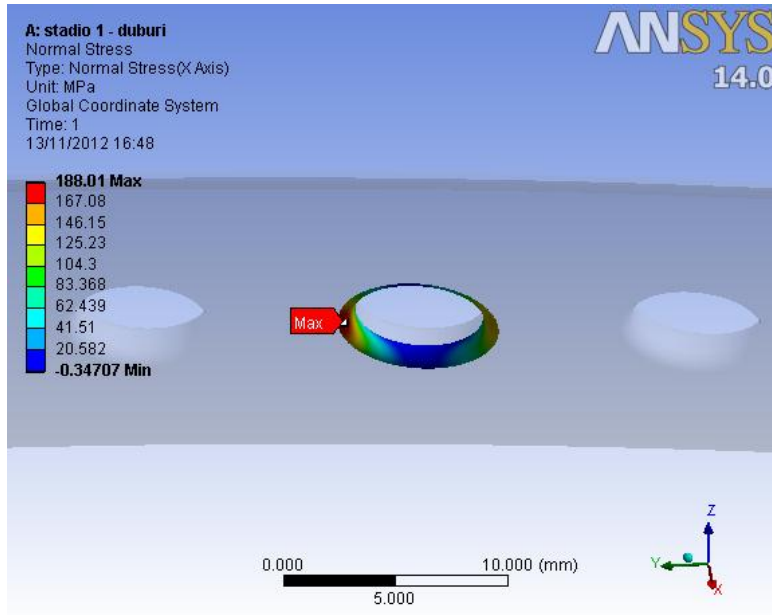 A: stadio 1 - duburi
Normal Stress
Type: Normal Stress(X Axis)
Unit: MPa
Global Coordinate System
Time: 1
13/11/2012 16:48
ANSYS
14.0
188.01 Max
167.08
146.15
125.23
104.3
83.368
62.439
41.51
20.582
-0.34707 Min
Max
0.000 10.000 (mm)
5.000
Z
Y
X